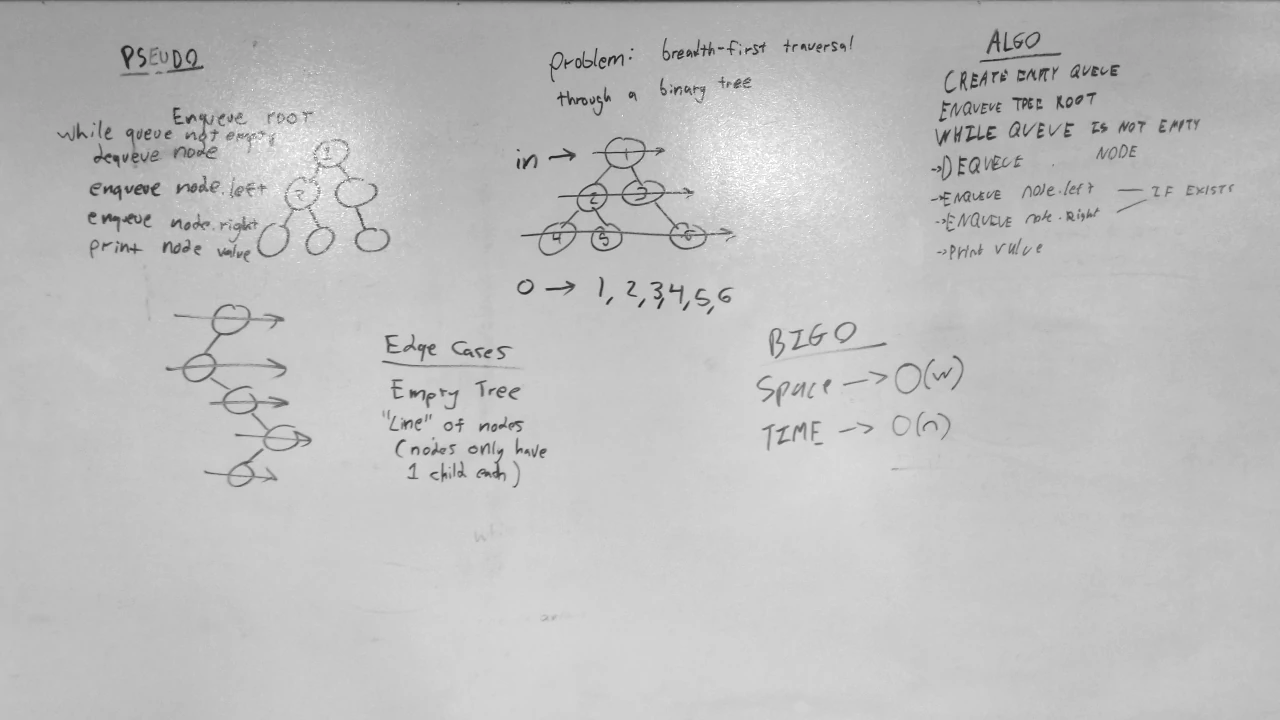 PSEUDO
Enqueue root
while queue not empty
dequeue node
enqueue node.left
enqueue node.right
print node value
1
2
Problem: breadth-first traversal
through a binary tree
in →
1
2 3
4 5 6
O → 1, 2, 3, 4, 5, 6
ALGO
CREATE EMPTY QUEUE
ENQUEUE TREE ROOT
WHILE QUEUE IS NOT EMPTY
→ DEQUEUE NODE
→ ENQUEUE node.left — IF EXISTS
→ ENQUEUE note.Right
→ Print value
Edge Cases
Empty Tree
"Line" of nodes
(nodes only have
1 child each)
BIGO
Space → O(w)
TIME → O(n)